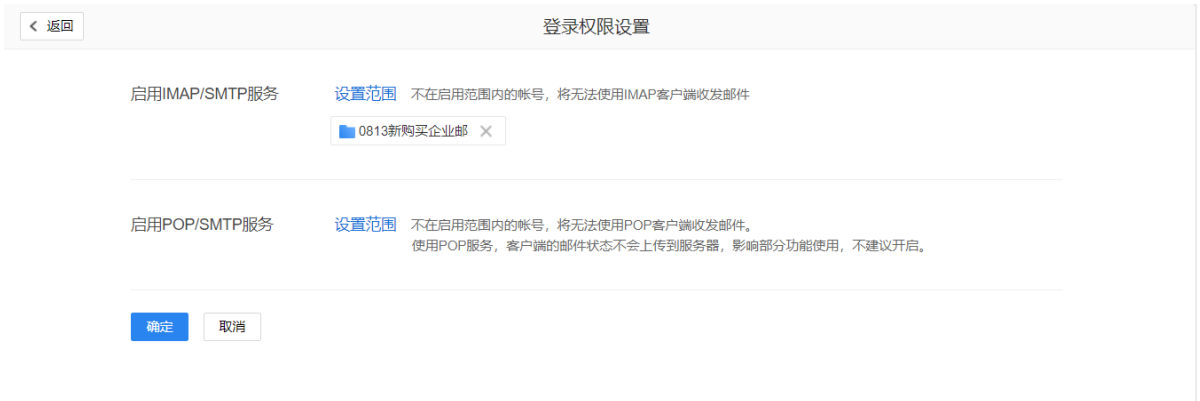 返回
登录权限设置
启用IMAP/SMTP服务 设置范围 不在启用范围内的帐号，将无法使用IMAP客户端收发邮件
0813新购买企业邮
启用POP/SMTP服务 设置范围 不在启用范围内的帐号，将无法使用POP客户端收发邮件。
使用POP服务，客户端的邮件状态不会上传到服务器，影响部分功能使用，不建议开启。
确定 取消